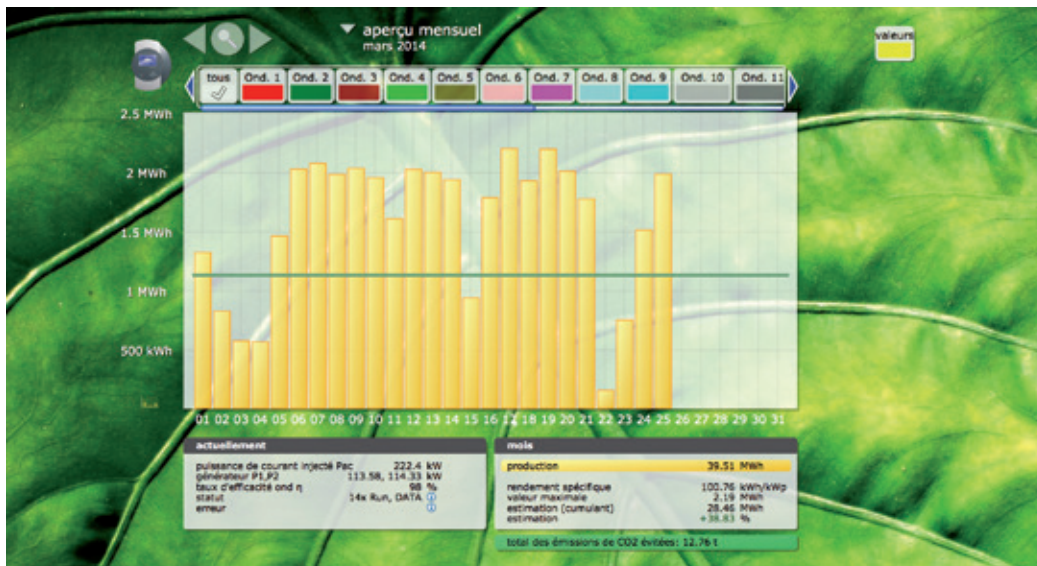 aperçu mensuel
mars 2014
valeurs
tous Ond. 1 Ond. 2 Ond. 3 Ond. 4 Ond. 5 Ond. 6 Ond. 7 Ond. 8 Ond. 9 Ond. 10 Ond. 11
2.5 MWh
2 MWh
1.5 MWh
1 MWh
500 kWh
01 02 03 04 05 06 07 08 09 10 11 12 13 14 15 16 17 18 19 20 21 22 23 24 25 26 27 28 29 30 31
actuellement
puissance de courant injecté Pac 222.4 kW
générateur P1,P2 113.58, 114.33 kW
taux d'efficacité ond η 98 %
statut 14x Run, DATA
erreur
mois
production 39.51 MWh
rendement spécifique 100.76 kWh/kWp
valeur maximale 2.19 MWh
estimation (cumulant) 28.46 MWh
estimation +38.83 %
total des émissions de CO2 évitées: 12.76 t